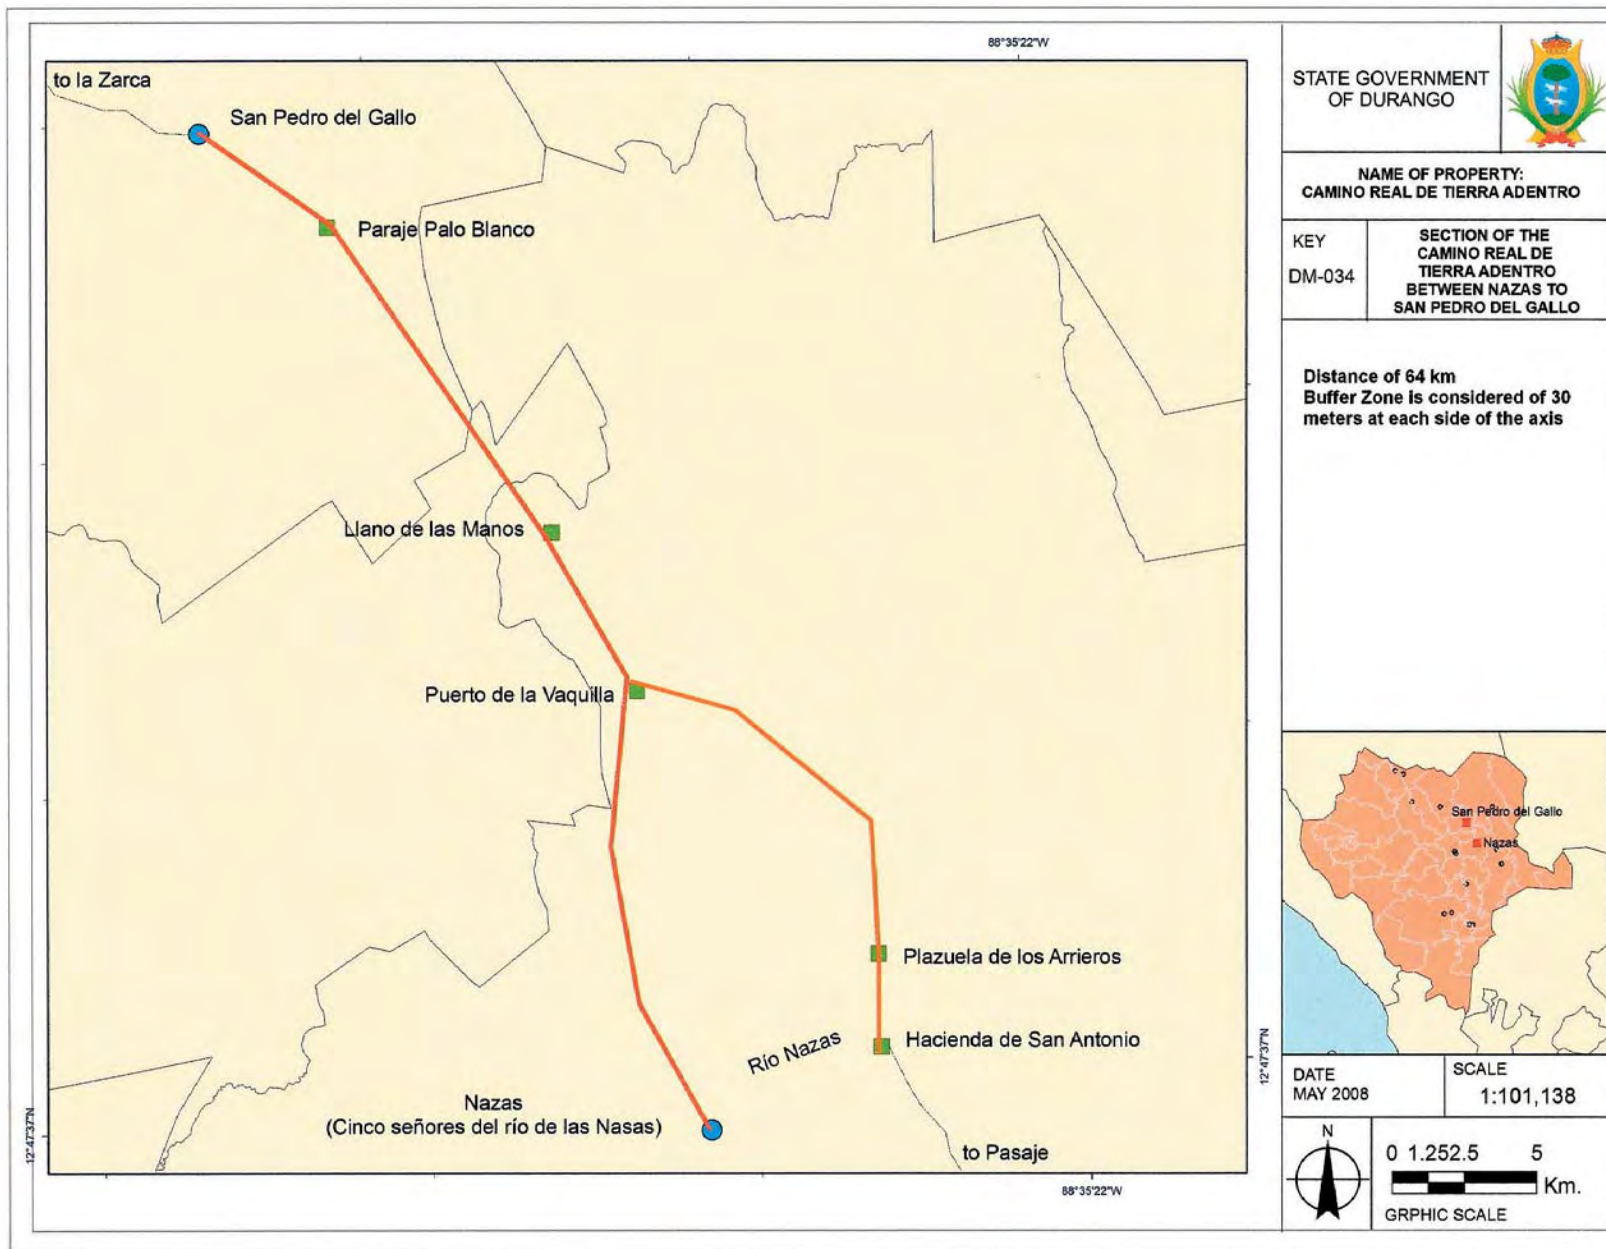 88°35'22"W
to la Zarca
San Pedro del Gallo
Paraje Palo Blanco
Llano de las Manos
Puerto de la Vaquilla
Plazuela de los Arrieros
Hacienda de San Antonio
Río Nazas
Nazas
(Cinco señores del río de las Nasas)
to Pasaje
12°47'37"N
12°47'37"N
88°35'22"W
STATE GOVERNMENT
OF DURANGO
NAME OF PROPERTY:
CAMINO REAL DE TIERRA ADENTRO
KEY
DM-034
SECTION OF THE
CAMINO REAL DE
TIERRA ADENTRO
BETWEEN NAZAS TO
SAN PEDRO DEL GALLO
Distance of 64 km
Buffer Zone is considered of 30
meters at each side of the axis
San Pedro del Gallo
Nazas
DATE
MAY 2008
SCALE
1:101,138
N
0 1.252.5 5
Km.
GRPHIC SCALE